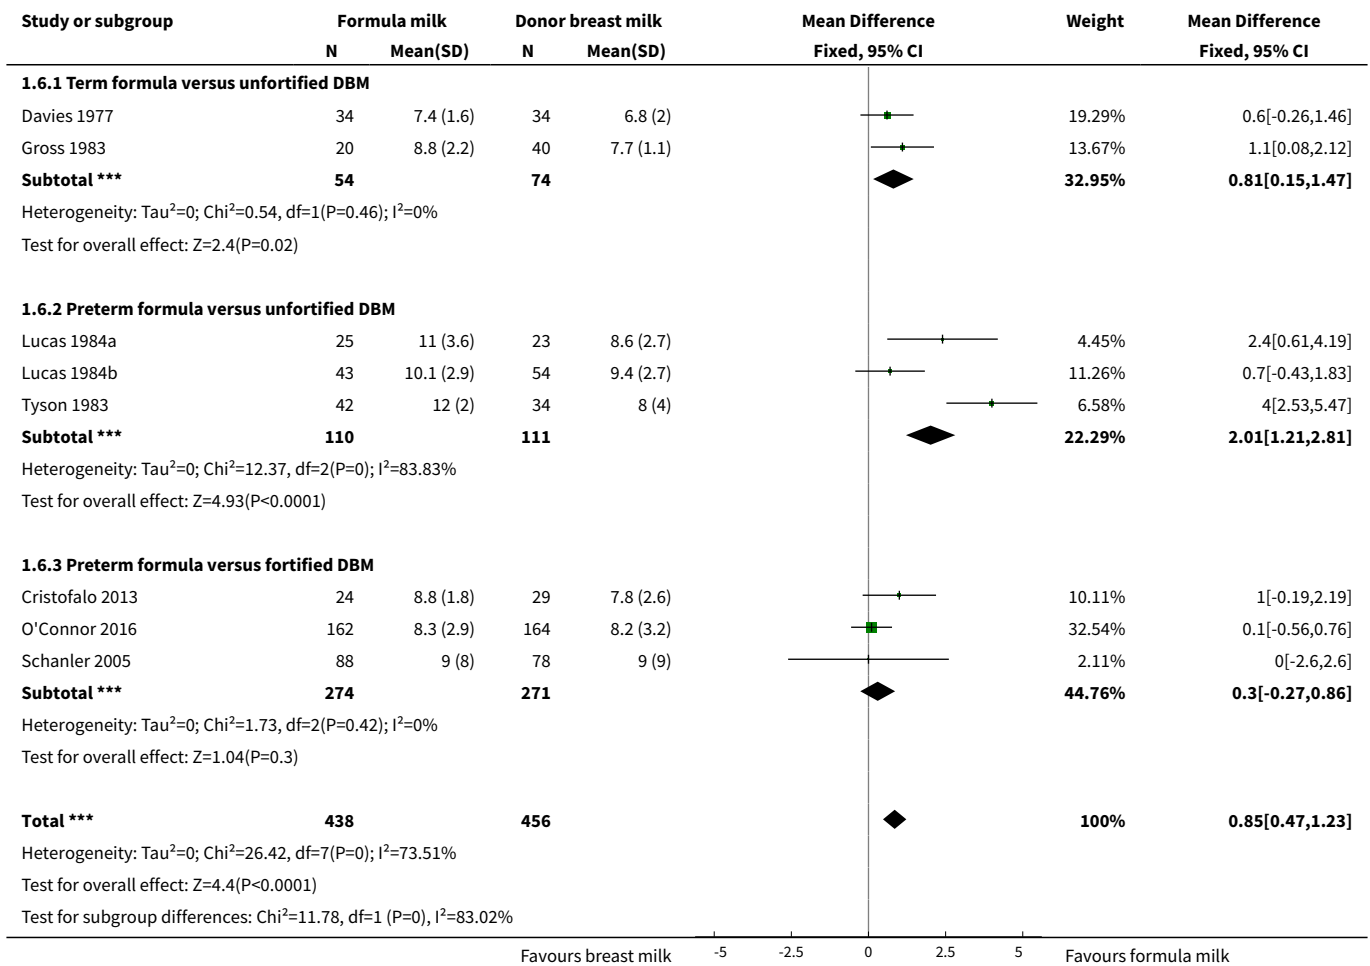 Study or subgroup Formula milk Donor breast milk Mean Difference Weight Mean Difference
N Mean(SD) N Mean(SD) Fixed, 95% CI Fixed, 95% CI
1.6.1 Term formula versus unfortified DBM
Davies 1977 34 7.4 (1.6) 34 6.8 (2) 19.29% 0.6[-0.26,1.46]
Gross 1983 20 8.8 (2.2) 40 7.7 (1.1) 13.67% 1.1[0.08,2.12]
Subtotal *** 54 74 32.95% 0.81[0.15,1.47]
Heterogeneity: Tau²=0; Chi²=0.54, df=1(P=0.46); I²=0%
Test for overall effect: Z=2.4(P=0.02)
1.6.2 Preterm formula versus unfortified DBM
Lucas 1984a 25 11 (3.6) 23 8.6 (2.7) 4.45% 2.4[0.61,4.19]
Lucas 1984b 43 10.1 (2.9) 54 9.4 (2.7) 11.26% 0.7[-0.43,1.83]
Tyson 1983 42 12 (2) 34 8 (4) 6.58% 4[2.53,5.47]
Subtotal *** 110 111 22.29% 2.01[1.21,2.81]
Heterogeneity: Tau²=0; Chi²=12.37, df=2(P=0); I²=83.83%
Test for overall effect: Z=4.93(P<0.0001)
1.6.3 Preterm formula versus fortified DBM
Cristofalo 2013 24 8.8 (1.8) 29 7.8 (2.6) 10.11% 1[-0.19,2.19]
O'Connor 2016 162 8.3 (2.9) 164 8.2 (3.2) 32.54% 0.1[-0.56,0.76]
Schanler 2005 88 9 (8) 78 9 (9) 2.11% 0[-2.6,2.6]
Subtotal *** 274 271 44.76% 0.3[-0.27,0.86]
Heterogeneity: Tau²=0; Chi²=1.73, df=2(P=0.42); I²=0%
Test for overall effect: Z=1.04(P=0.3)
Total *** 438 456 100% 0.85[0.47,1.23]
Heterogeneity: Tau²=0; Chi²=26.42, df=7(P=0); I²=73.51%
Test for overall effect: Z=4.4(P<0.0001)
Test for subgroup differences: Chi²=11.78, df=1 (P=0), I²=83.02%
Favours breast milk -5 -2.5 0 2.5 5 Favours formula milk